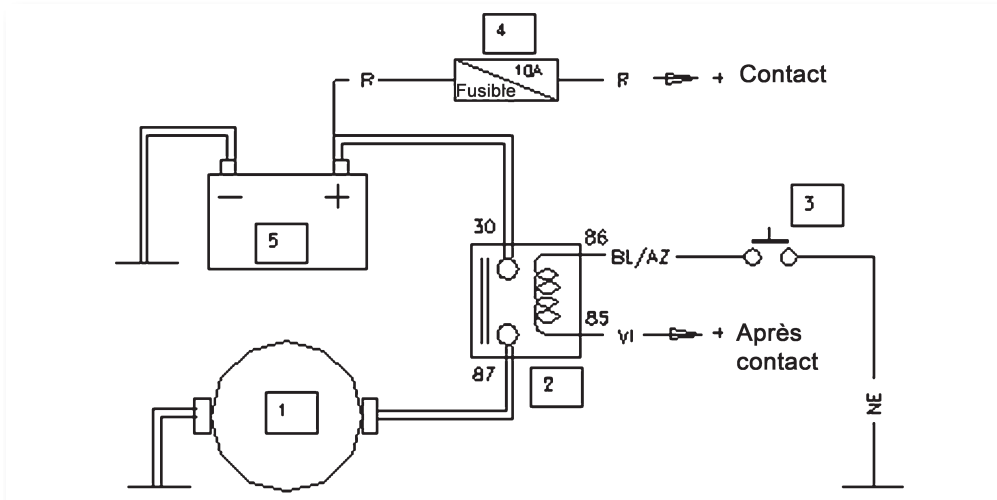 4
R
10A
Fusible
R
+ Contact
− +
5
3
30
86
BL/AZ
85
VI
+ Après
contact
87
2
1
NE